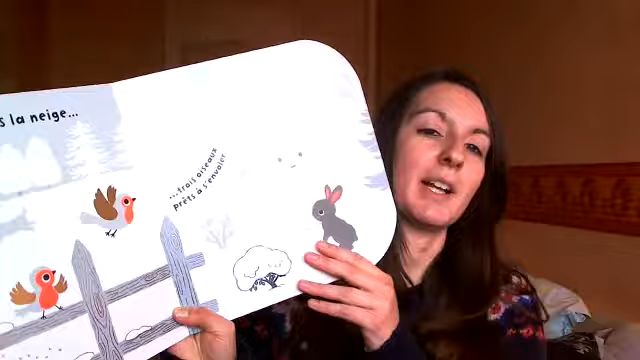 s la neige...
...trois oiseaux
prêts à s'envoler